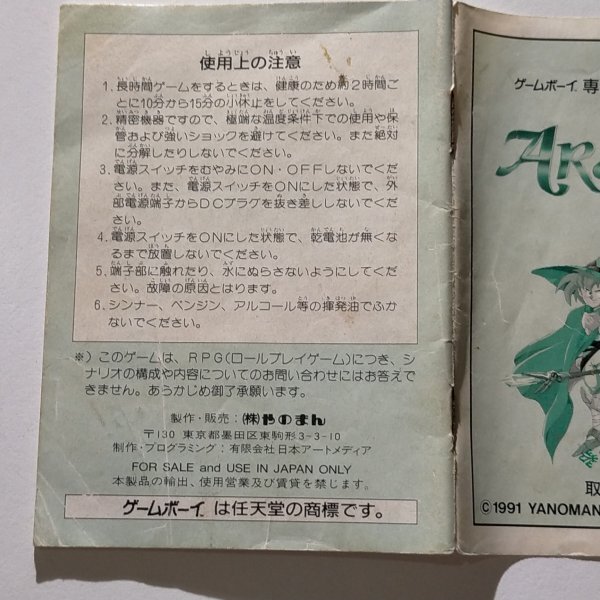 使用上の注意
1. 長時間ゲームをするときは、健康のため約2時間ご
とに10分から15分の小休止をしてください。
2. 精密機器ですので、極端な温度条件下での使用や保
管および強いショックを避けてください。また絶対
に分解したりしないでください。
3. 電源スイッチをむやみにON・OFFしないでくだ
さい。また、電源スイッチをONにした状態で、外
部電源端子からDCプラグを抜き差ししないでくだ
さい。
4. 電源スイッチをONにした状態で、乾電池が無くな
るまで放置しないでください。
5. 端子部に触れたり、水にぬらさないようにしてくだ
さい。故障の原因とはります。
6. シンナー、ベンジン、アルコール等の揮発油でふか
ないでください。
※）このゲームは、RPG(ロールプレイゲーム)につき、シ
ナリオの構成や内容についてのお問い合わせにはお答えで
きません。あらかじめ御了承願います。
製作・販売：(株)やのまん
〒130 東京都墨田区東駒形3-3-10
制作・プログラミング：有限会社日本アートメディア
FOR SALE and USE IN JAPAN ONLY
本製品の輸出、使用営業及び賃貸を禁じます。
ゲームボーイ は任天堂の商標です。
ゲームボーイ 専
AR
取
©1991 YANOMAN